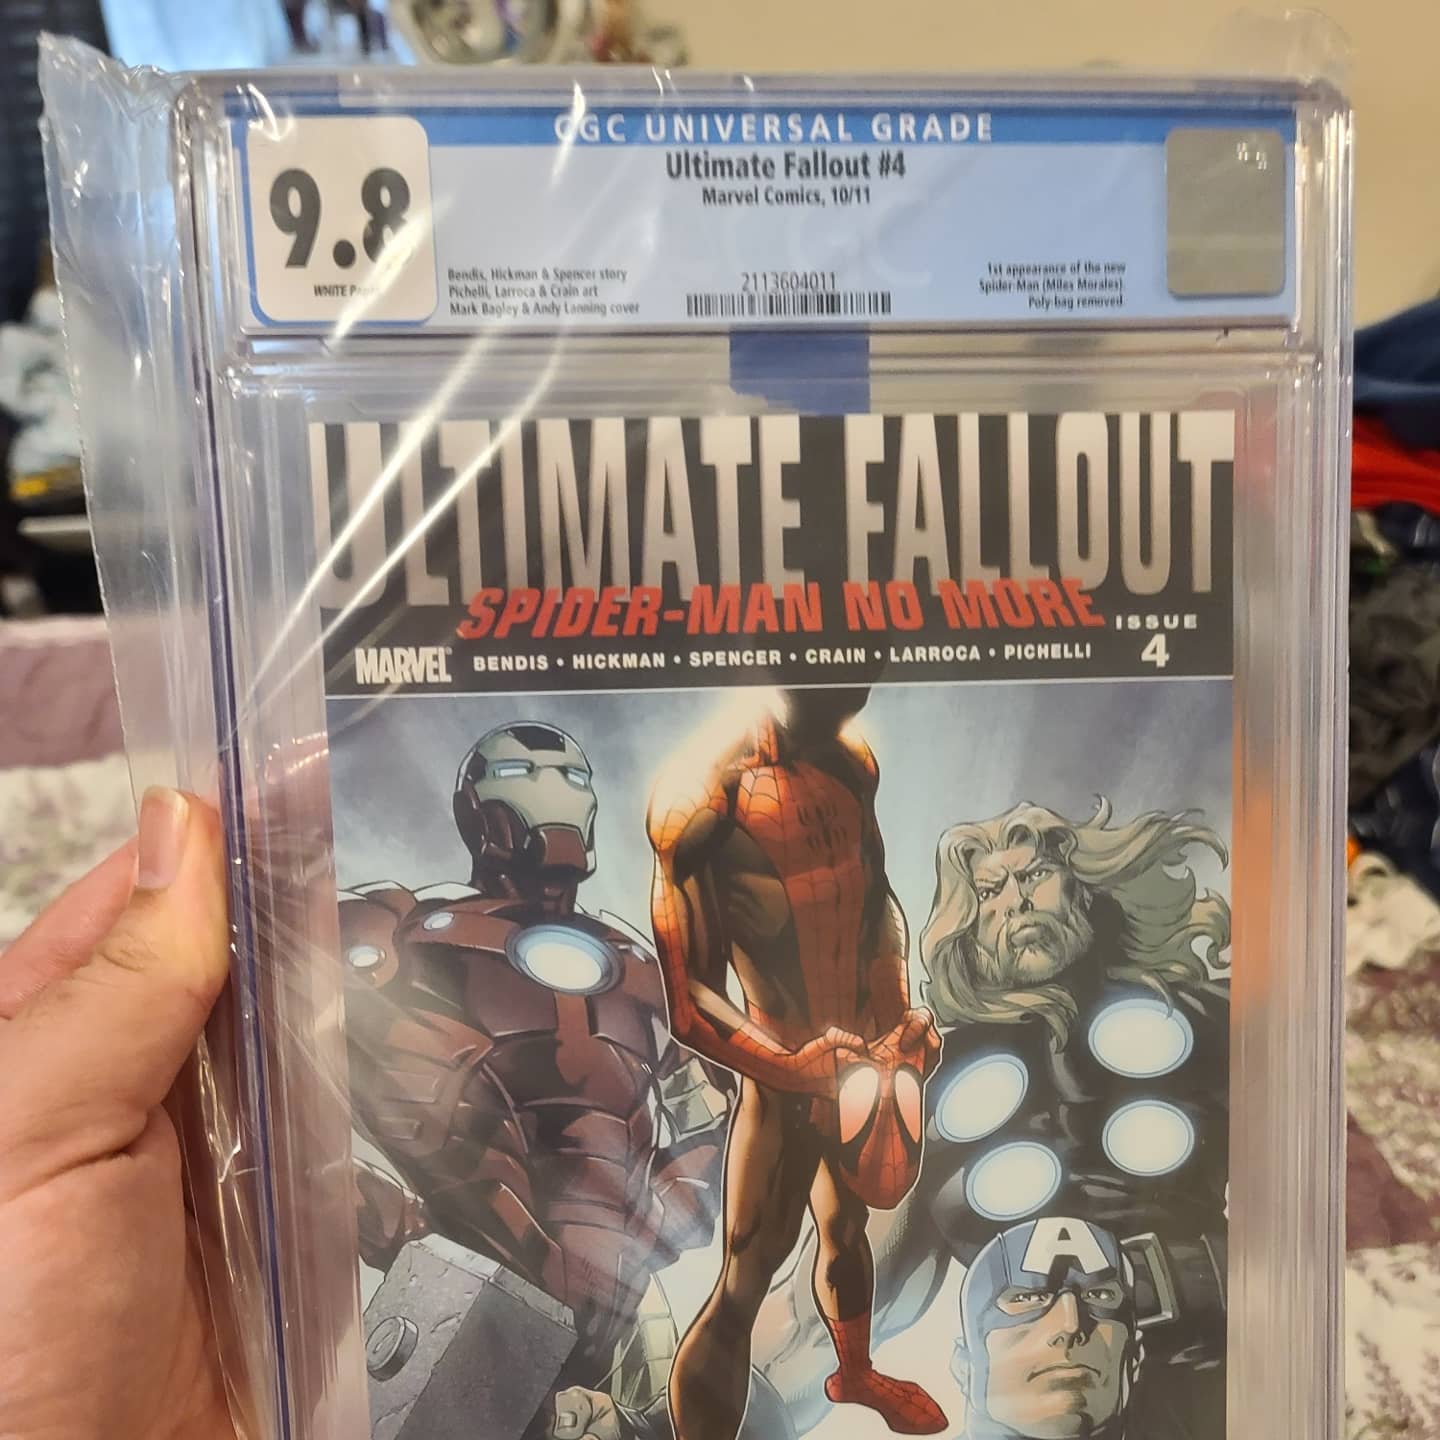 CGC UNIVERSAL GRADE
9.8
WHITE
Ultimate Fallout #4
Marvel Comics, 10/11
Bendis, Hickman & Spencer story
Pichelli, Larroca & Crain art
Mark Bagley & Andy Lanning cover
2113604011
1st appearance of the new
Spider-Man (Miles Morales).
Poly-bag removed.
ULTIMATE FALLOUT
SPIDER-MAN NO MORE
ISSUE
4
MARVEL BENDIS • HICKMAN • SPENCER • CRAIN • LARROCA • PICHELLI
A